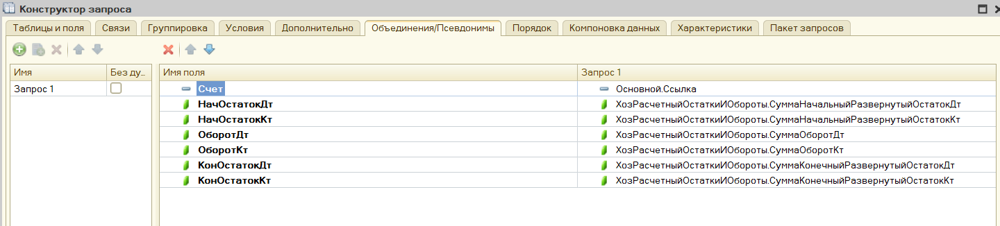 Конструктор запроса
Таблицы и поля Связи Группировка Условия Дополнительно Объединения/Псевдонимы Порядок Компоновка данных Характеристики Пакет запросов
Имя Без ду... Имя поля Запрос 1
Запрос 1 Счет Основной.Ссылка
НачОстатокДт ХозРасчетныйОстаткиИОбороты.СуммаНачальныйРазвернутыйОстатокДт
НачОстатокКт ХозРасчетныйОстаткиИОбороты.СуммаНачальныйРазвернутыйОстатокКт
ОборотДт ХозРасчетныйОстаткиИОбороты.СуммаОборотДт
ОборотКт ХозРасчетныйОстаткиИОбороты.СуммаОборотКт
КонОстатокДт ХозРасчетныйОстаткиИОбороты.СуммаКонечныйРазвернутыйОстатокДт
КонОстатокКт ХозРасчетныйОстаткиИОбороты.СуммаКонечныйРазвернутыйОстатокКт